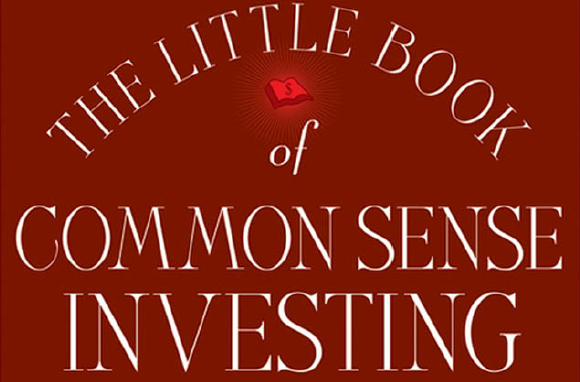 THE LITTLE BOOK
$
of
COMMON SENSE
INVESTING